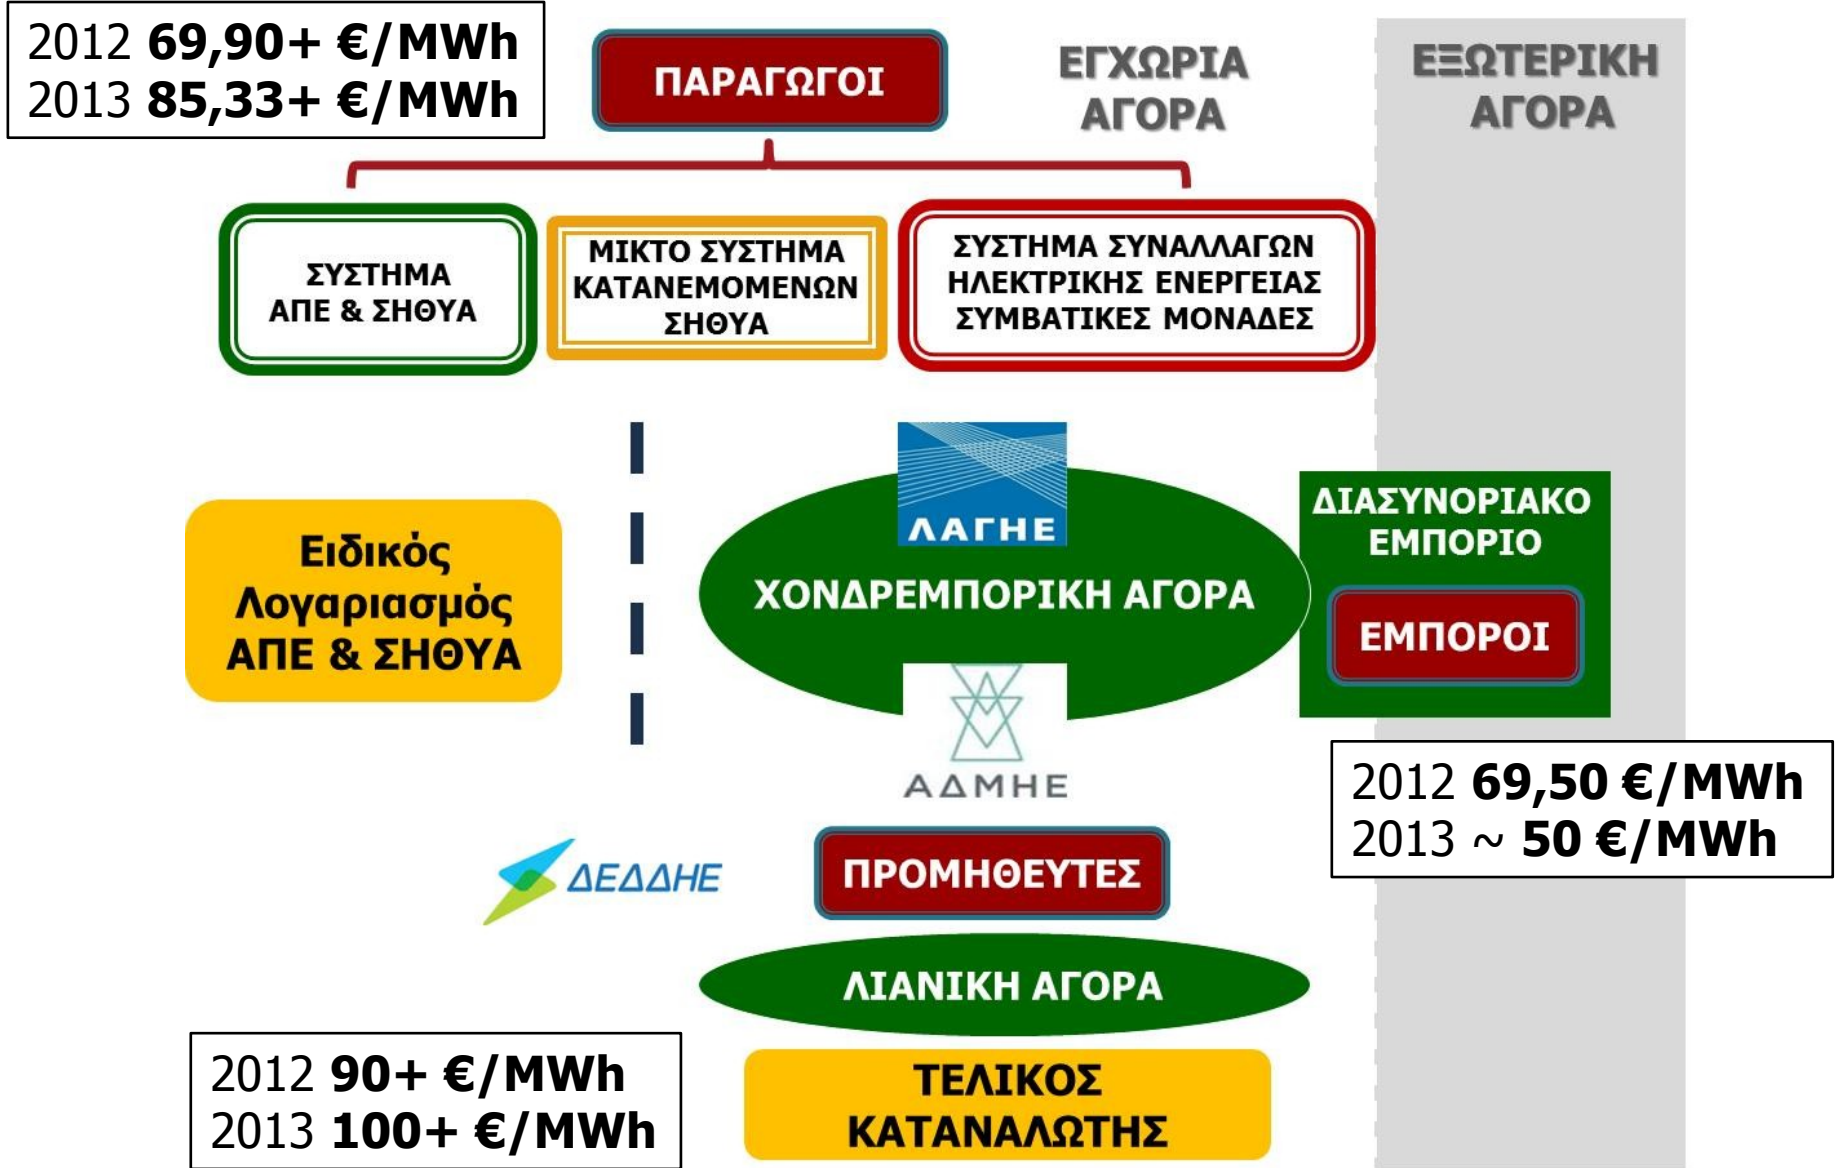 2012 69,90+ €/MWh
2013 85,33+ €/MWh
ΠΑΡΑΓΩΓΟΙ
ΕΓΧΩΡΙΑ
ΑΓΟΡΑ
ΕΞΩΤΕΡΙΚΗ
ΑΓΟΡΑ
ΣΥΣΤΗΜΑ
ΑΠΕ & ΣΗΘΥΑ
ΜΙΚΤΟ ΣΥΣΤΗΜΑ
ΚΑΤΑΝΕΜΟΜΕΝΩΝ
ΣΗΘΥΑ
ΣΥΣΤΗΜΑ ΣΥΝΑΛΛΑΓΩΝ
ΗΛΕΚΤΡΙΚΗΣ ΕΝΕΡΓΕΙΑΣ
ΣΥΜΒΑΤΙΚΕΣ ΜΟΝΑΔΕΣ
Ειδικός
Λογαριασμός
ΑΠΕ & ΣΗΘΥΑ
ΛΑΓΗΕ
ΧΟΝΔΡΕΜΠΟΡΙΚΗ ΑΓΟΡΑ
ΑΔΜΗΕ
ΔΙΑΣΥΝΟΡΙΑΚΟ
ΕΜΠΟΡΙΟ
ΕΜΠΟΡΟΙ
2012 69,50 €/MWh
2013 ~ 50 €/MWh
ΔΕΔΔΗΕ
ΠΡΟΜΗΘΕΥΤΕΣ
ΛΙΑΝΙΚΗ ΑΓΟΡΑ
2012 90+ €/MWh
2013 100+ €/MWh
ΤΕΛΙΚΟΣ
ΚΑΤΑΝΑΛΩΤΗΣ